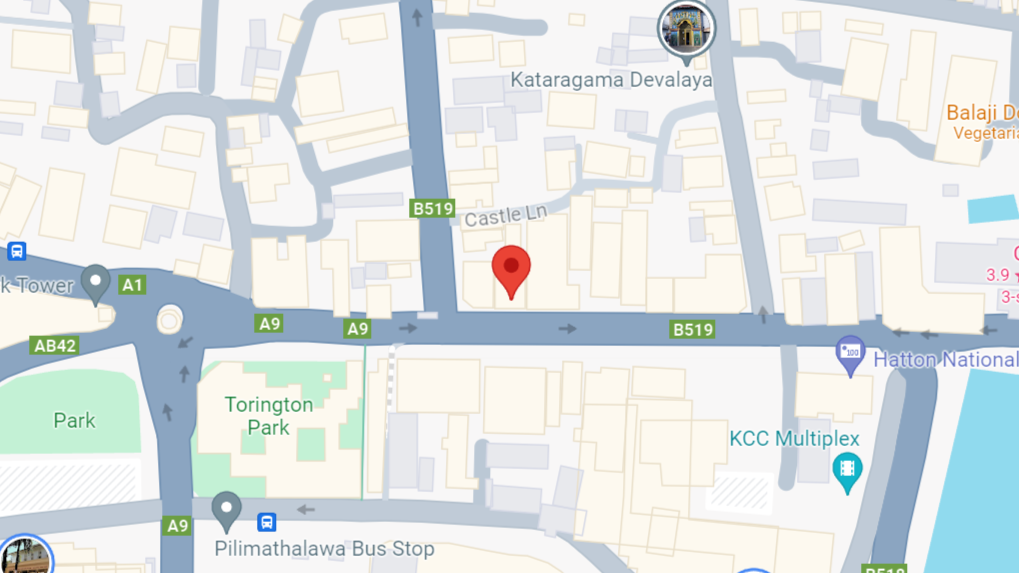 Kataragama Devalaya
Balaji
Vegetaria
B519
Castle Ln
k Tower
A1
3.9
3-s
A9
A9
B519
AB42
Hatton National
Torington
Park
Park
KCC Multiplex
A9
Pilimathalawa Bus Stop